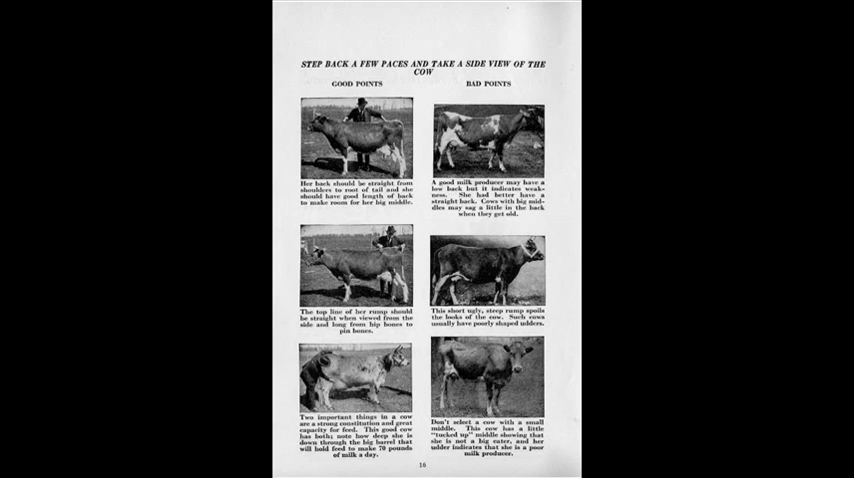 STEP BACK A FEW PACES AND TAKE A SIDE VIEW OF THE
COW
GOOD POINTS
BAD POINTS
Her back should be straight from
shoulders to root of tail and she
should have good length of back
to make room for her big middle.
A good milk producer may have a
low back but it indicates weak-
ness. She had better have a
straight back. Cows with big mid-
dles may sag a little in the back
when they get old.
The top line of her rump should
be straight when viewed from the
side and long from hip bones to
pin bones.
This short ugly, steep rump spoils
the looks of the cow. Such cows
usually have poorly shaped udders.
Two important things in a cow
are a strong constitution and great
capacity for feed. This good cow
has both; note how deep she is
down through the big barrel that
will hold feed to make 70 pounds
of milk a day.
Don't select a cow with a small
middle. This cow has a little
"tucked up" middle showing that
she is not a big eater, and her
udder indicates that she is a poor
milk producer.
16